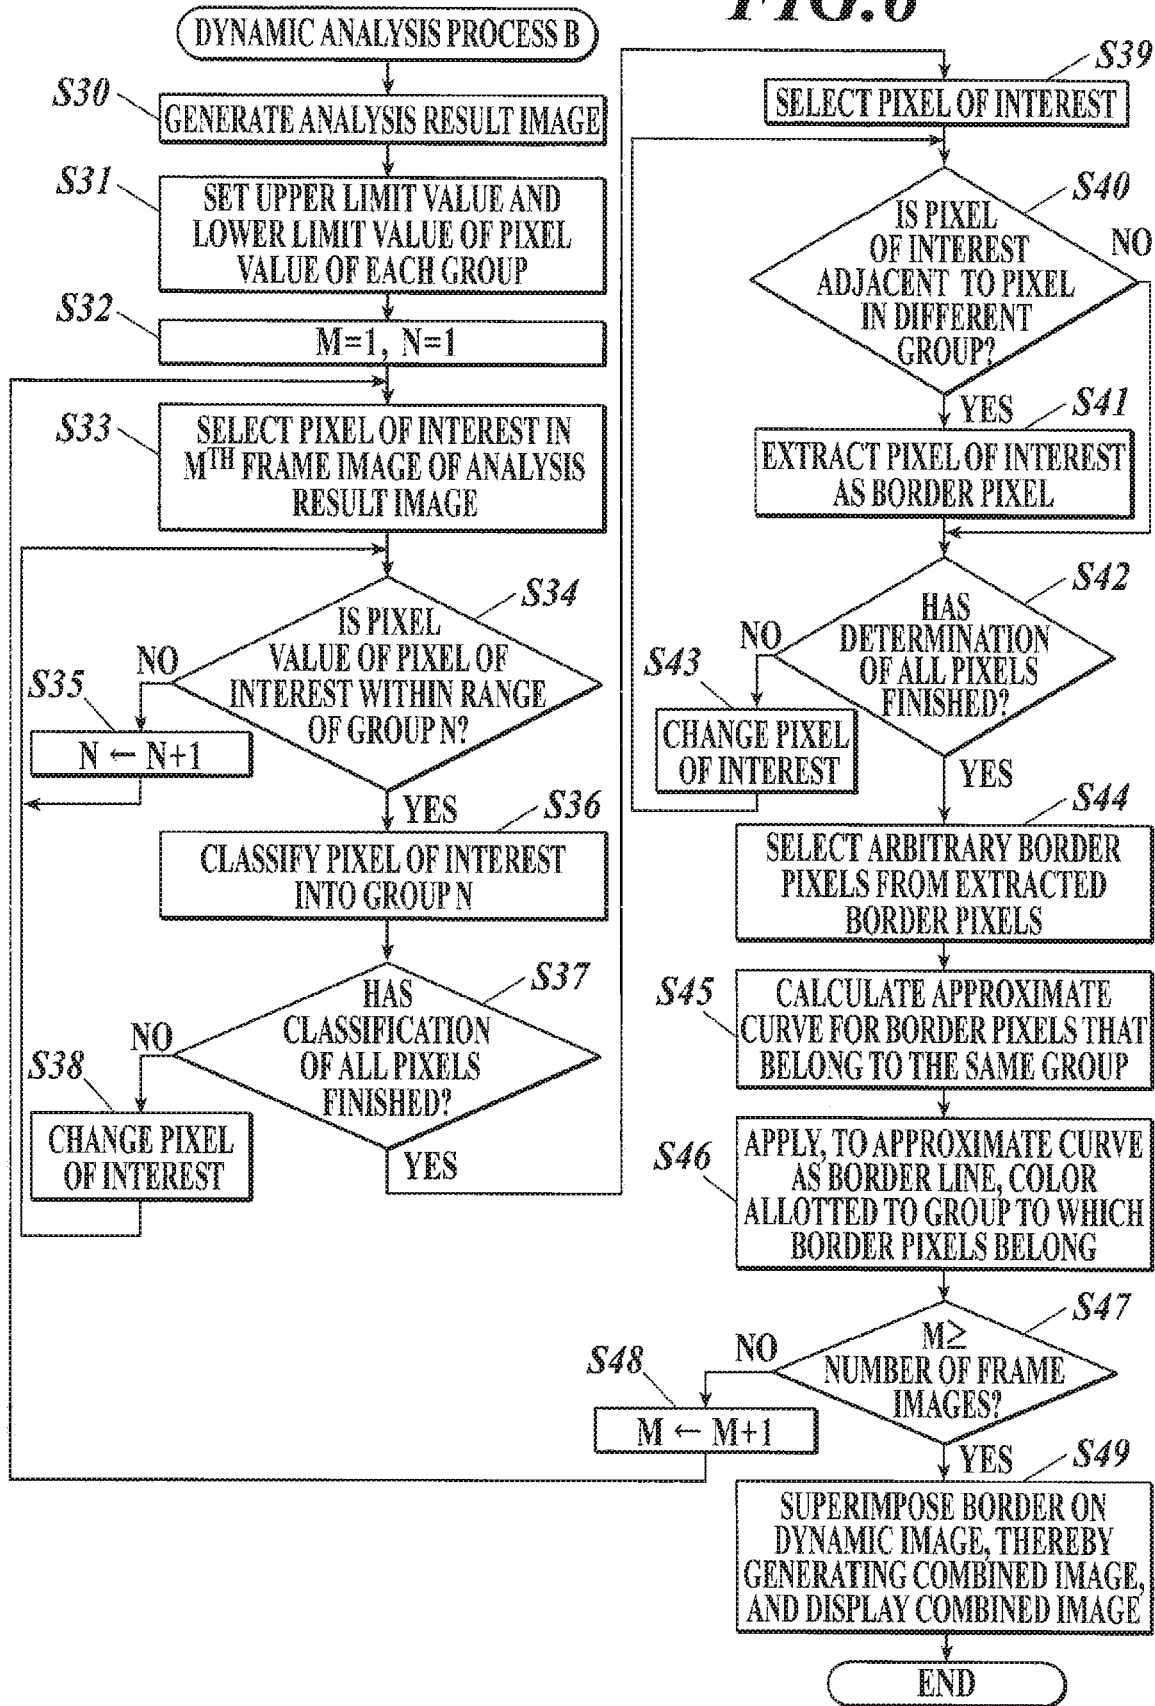 FIG.6
DYNAMIC ANALYSIS PROCESS B
S30
GENERATE ANALYSIS RESULT IMAGE
S31
SET UPPER LIMIT VALUE AND
LOWER LIMIT VALUE OF PIXEL
VALUE OF EACH GROUP
S32
M=1, N=1
S33
SELECT PIXEL OF INTEREST IN
MTH FRAME IMAGE OF ANALYSIS
RESULT IMAGE
S34
IS PIXEL
VALUE OF PIXEL OF
INTEREST WITHIN RANGE
OF GROUP N?
NO
S35
N ← N+1
YES
S36
CLASSIFY PIXEL OF INTEREST
INTO GROUP N
S37
HAS
CLASSIFICATION
OF ALL PIXELS
FINISHED?
NO
S38
CHANGE PIXEL
OF INTEREST
YES
S39
SELECT PIXEL OF INTEREST
S40
IS PIXEL
OF INTEREST
ADJACENT TO PIXEL
IN DIFFERENT
GROUP?
NO
YES
S41
EXTRACT PIXEL OF INTEREST
AS BORDER PIXEL
S42
HAS
DETERMINATION
OF ALL PIXELS
FINISHED?
NO
S43
CHANGE PIXEL
OF INTEREST
YES
S44
SELECT ARBITRARY BORDER
PIXELS FROM EXTRACTED
BORDER PIXELS
S45
CALCULATE APPROXIMATE
CURVE FOR BORDER PIXELS THAT
BELONG TO THE SAME GROUP
S46
APPLY, TO APPROXIMATE CURVE
AS BORDER LINE, COLOR
ALLOTTED TO GROUP TO WHICH
BORDER PIXELS BELONG
S47
M≥
NUMBER OF FRAME
IMAGES?
NO
S48
M ← M+1
YES
S49
SUPERIMPOSE BORDER ON
DYNAMIC IMAGE, THEREBY
GENERATING COMBINED IMAGE,
AND DISPLAY COMBINED IMAGE
END